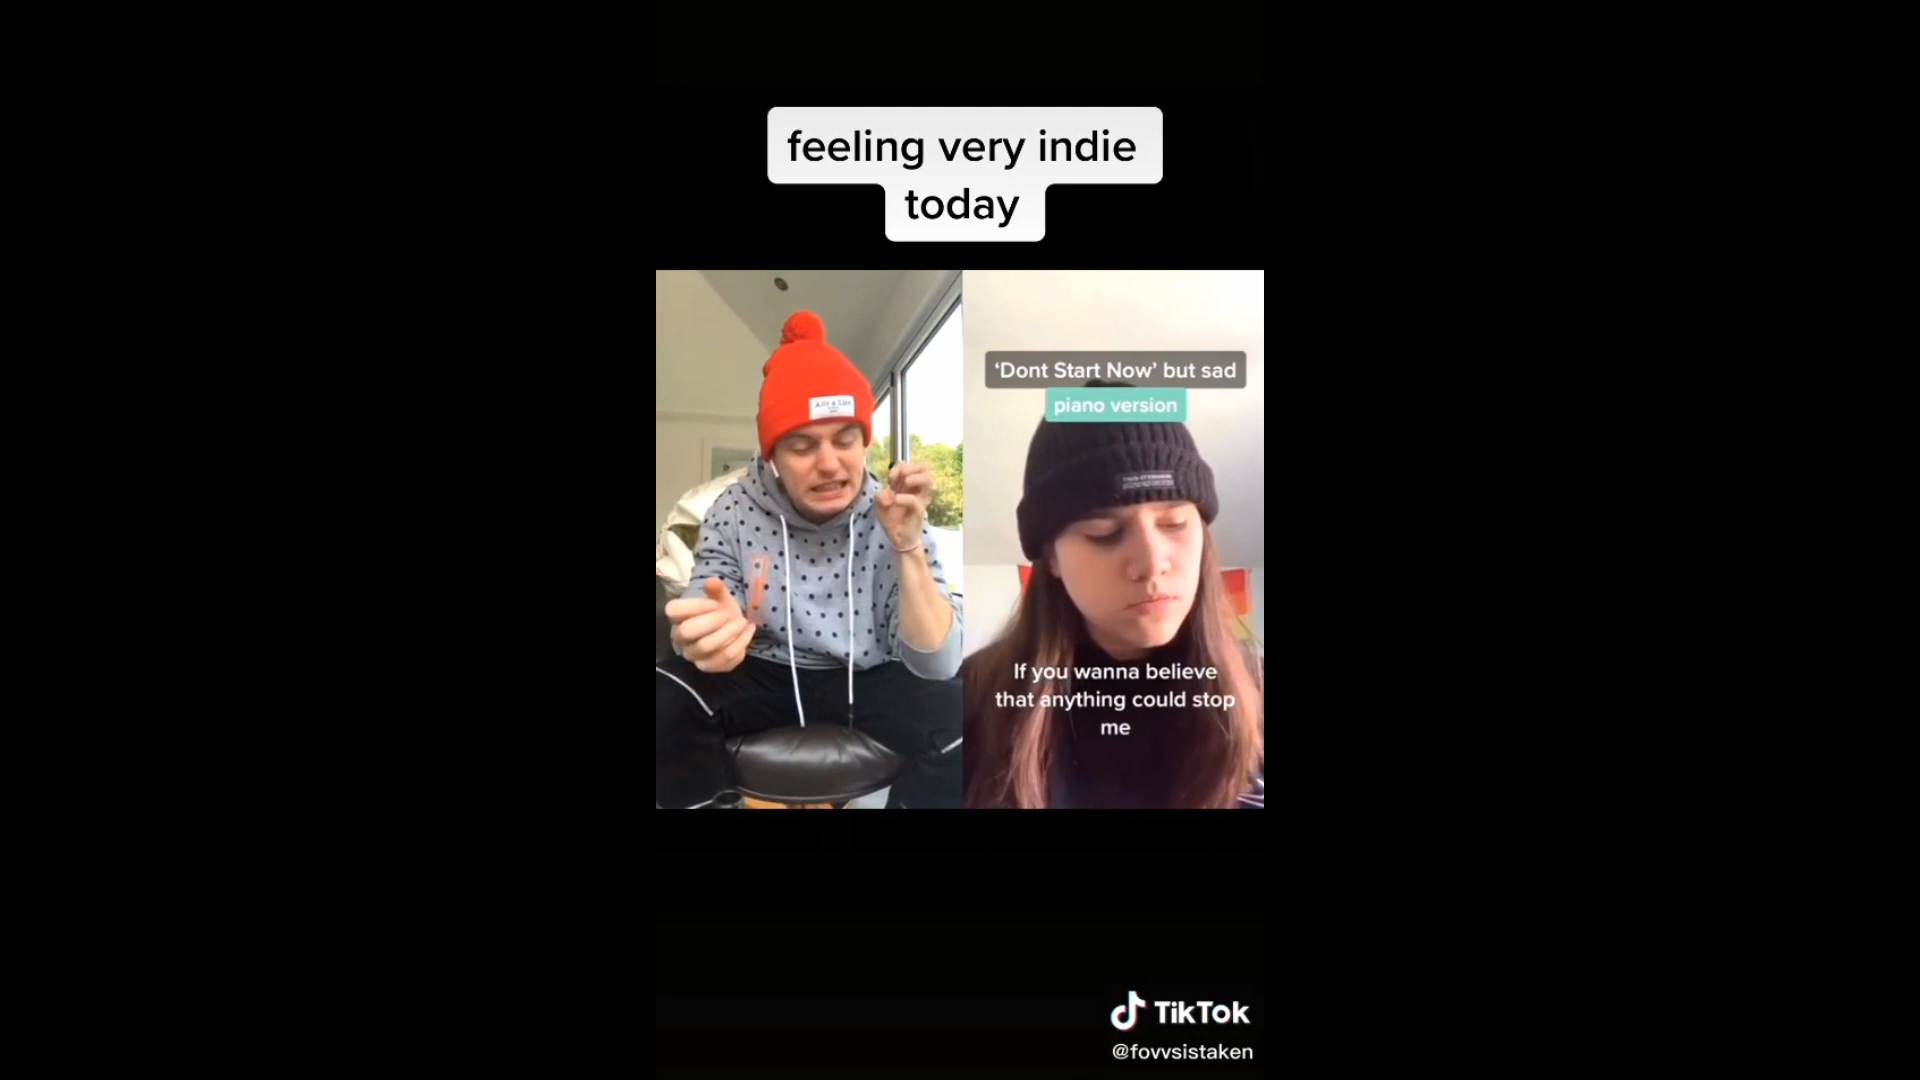 feeling very indie
today
‘Dont Start Now’ but sad
piano version
If you wanna believe
that anything could stop
me
TikTok
@fovvsistaken